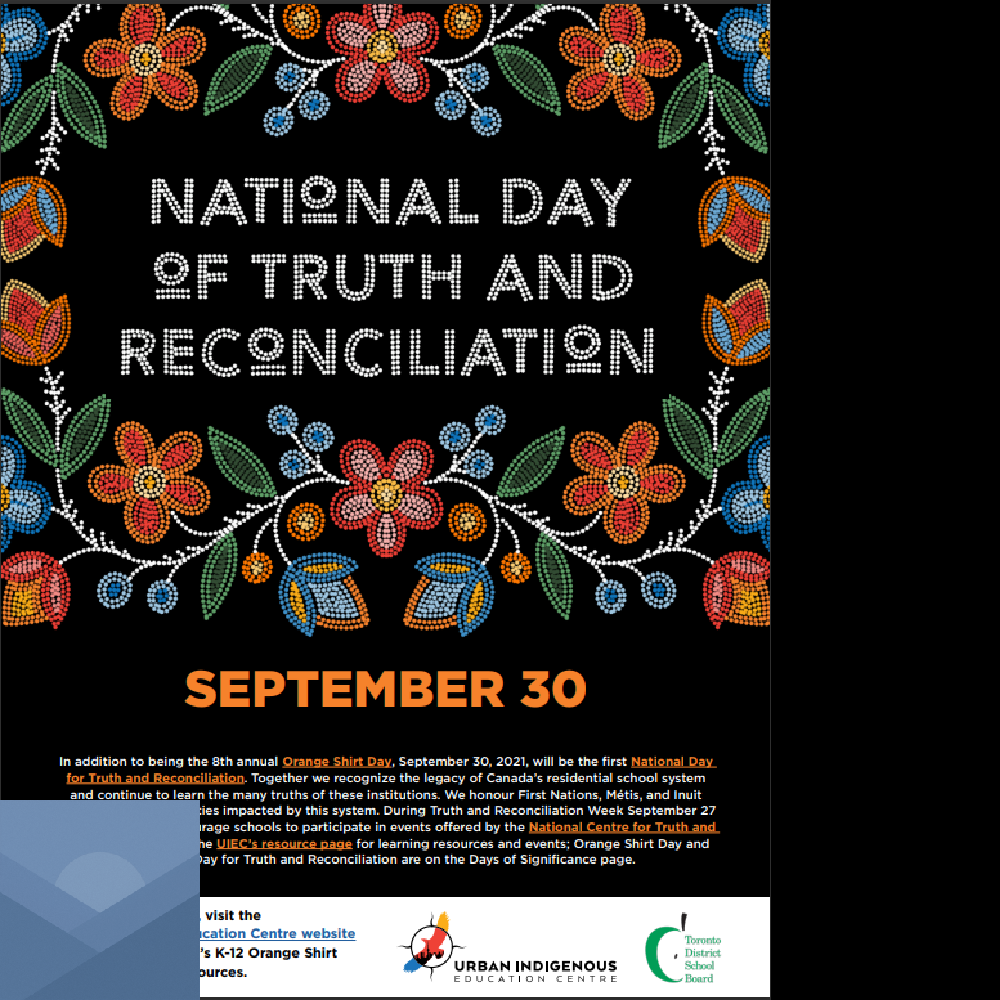 NATIONAL DAY
OF TRUTH AND
RECONCILIATION
SEPTEMBER 30
In addition to being the 8th annual Orange Shirt Day, September 30, 2021, will be the first National Day
for Truth and Reconciliation. Together we recognize the legacy of Canada's residential school system
and continue to learn the many truths of these institutions. We honour First Nations, Métis, and Inuit
impacted by this system. During Truth and Reconciliation Week September 27
schools to participate in events offered by the National Centre for Truth and
UIEC's resource page for learning resources and events; Orange Shirt Day and
Day for Truth and Reconciliation are on the Days of Significance page.
visit the
Centre website
K-12 Orange Shirt
URBAN INDIGENOUS
EDUCATION CENTRE
Toronto
District
School
Board